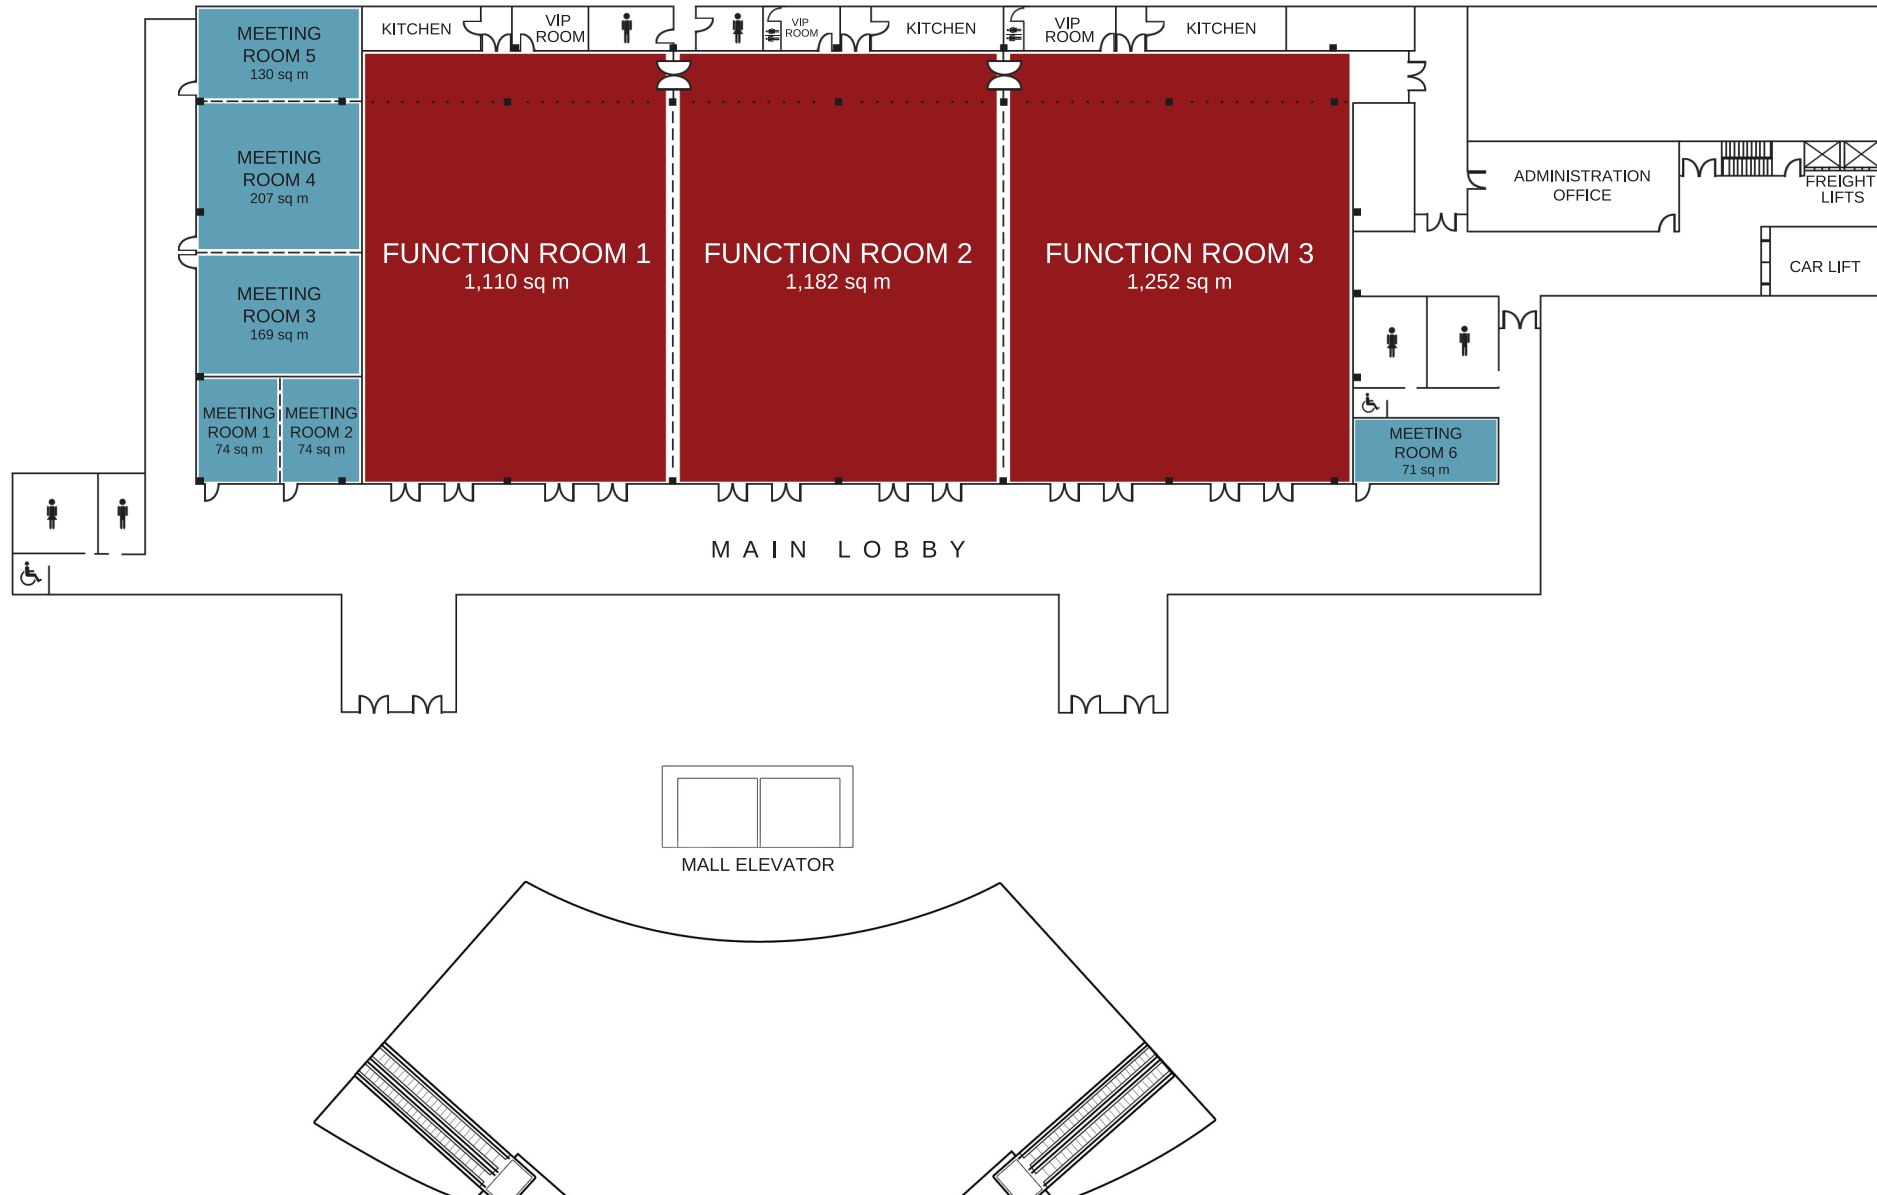 MEETING
ROOM 5
130 sq m
KITCHEN
VIP
ROOM
VIP
ROOM
KITCHEN
VIP
ROOM
KITCHEN
MEETING
ROOM 4
207 sq m
ADMINISTRATION
OFFICE
FREIGHT
LIFTS
FUNCTION ROOM 1
1,110 sq m
FUNCTION ROOM 2
1,182 sq m
FUNCTION ROOM 3
1,252 sq m
CAR LIFT
MEETING
ROOM 3
169 sq m
MEETING
ROOM 1
74 sq m
MEETING
ROOM 2
74 sq m
MEETING
ROOM 6
71 sq m
MAIN LOBBY
MALL ELEVATOR